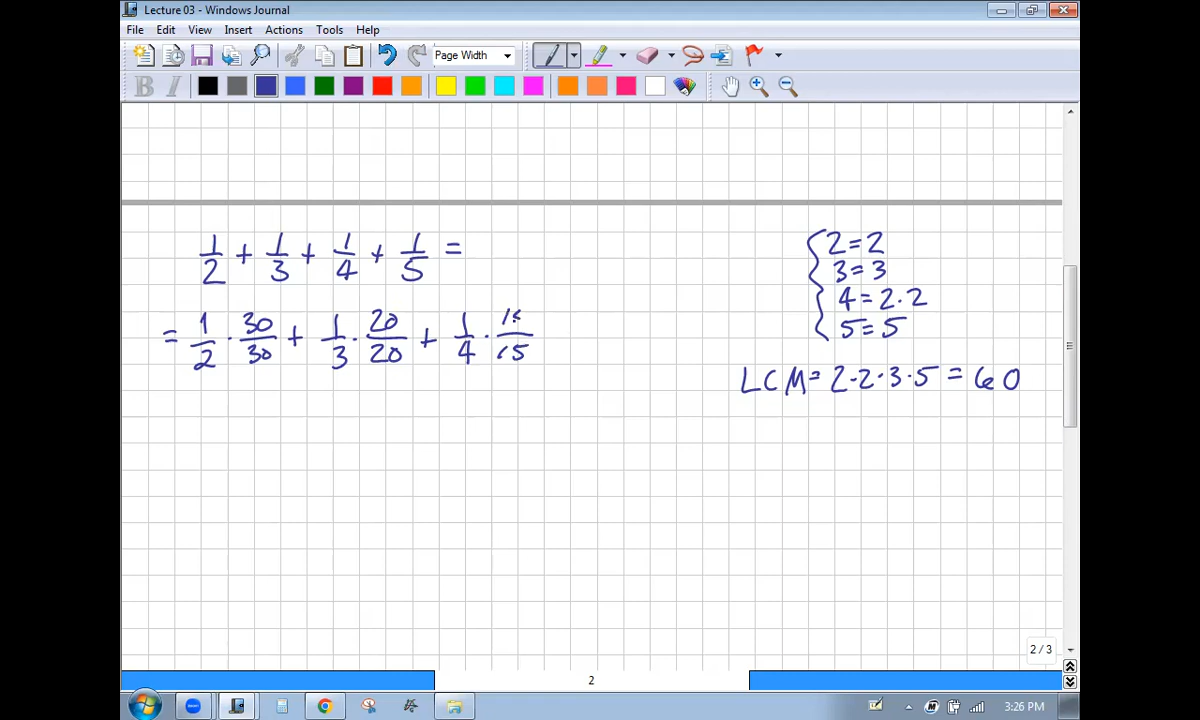 Lecture 03 - Windows Journal
File Edit View Insert Actions Tools Help
Page Width
B I
1/2 + 1/3 + 1/4 + 1/5 =
= 1/2 · 30/30 + 1/3 · 20/20 + 1/4 · 15/15
2=2
3=3
4=2·2
5=5
LCM=2·2·3·5=60
2 / 3
2
3:26 PM